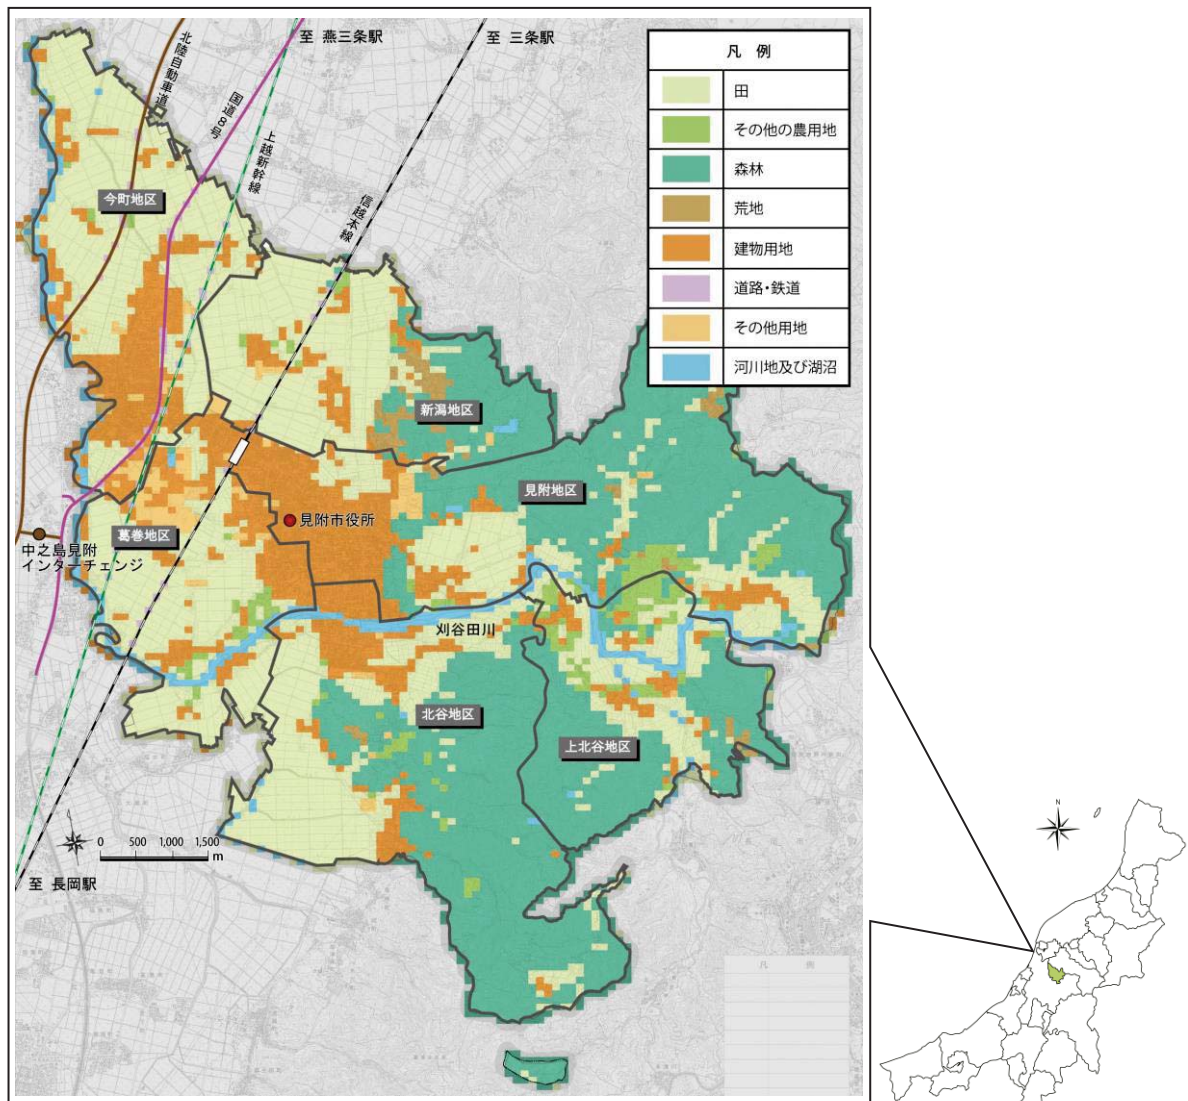 至 燕三条駅
至 三条駅
北陸自動車道
国道8号
上越新幹線
信越本線
凡 例
田
その他の農用地
森林
荒地
建物用地
道路・鉄道
その他用地
河川地及び湖沼
今町地区
新潟地区
見附地区
見附市役所
葛巻地区
中之島見附
インターチェンジ
刈谷田川
北谷地区
上北谷地区
0 500 1,000 1,500
m
至 長岡駅
凡 例
N